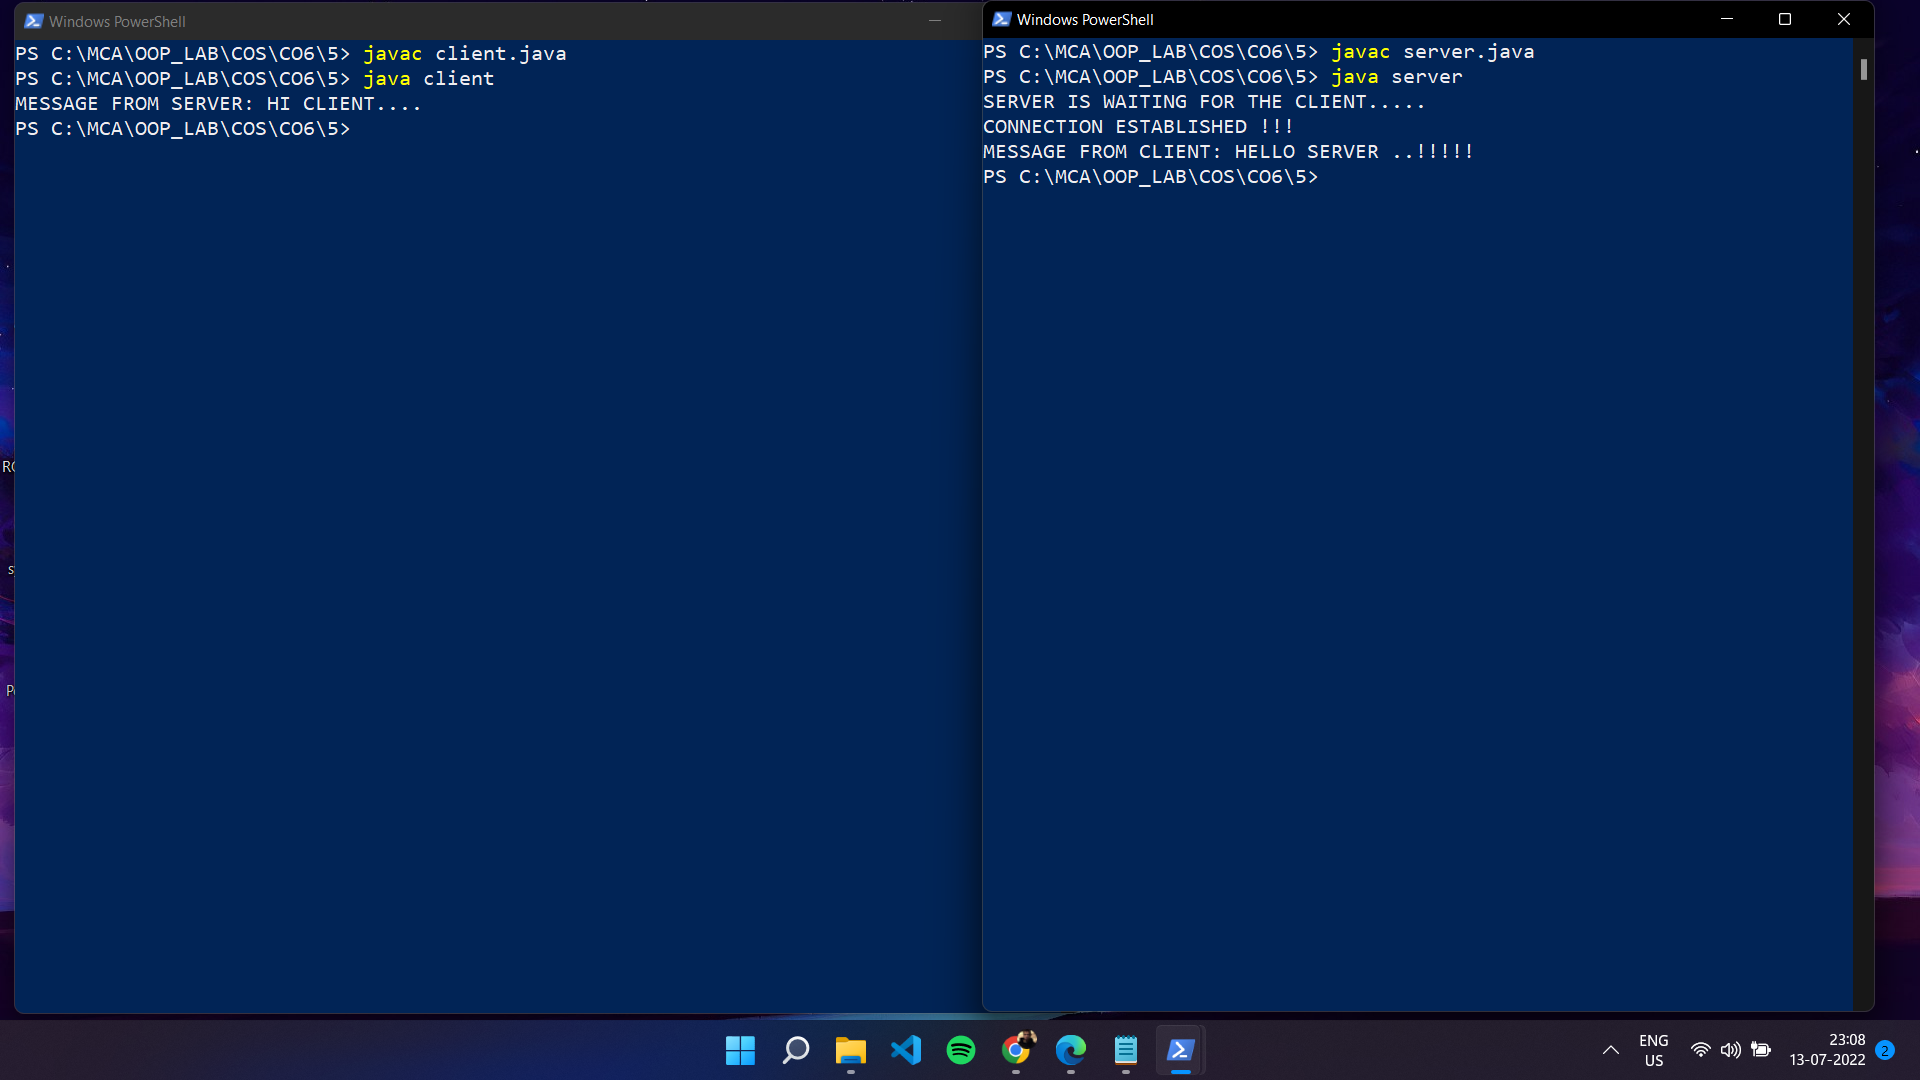 Windows PowerShell
PS C:\MCA\OOP_LAB\COS\CO6\5> javac client.java
PS C:\MCA\OOP_LAB\COS\CO6\5> java client
MESSAGE FROM SERVER: HI CLIENT....
PS C:\MCA\OOP_LAB\COS\CO6\5>
Windows PowerShell
PS C:\MCA\OOP_LAB\COS\CO6\5> javac server.java
PS C:\MCA\OOP_LAB\COS\CO6\5> java server
SERVER IS WAITING FOR THE CLIENT.....
CONNECTION ESTABLISHED !!!
MESSAGE FROM CLIENT: HELLO SERVER ..!!!!!
PS C:\MCA\OOP_LAB\COS\CO6\5>
ENG
US
23:08
13-07-2022
2